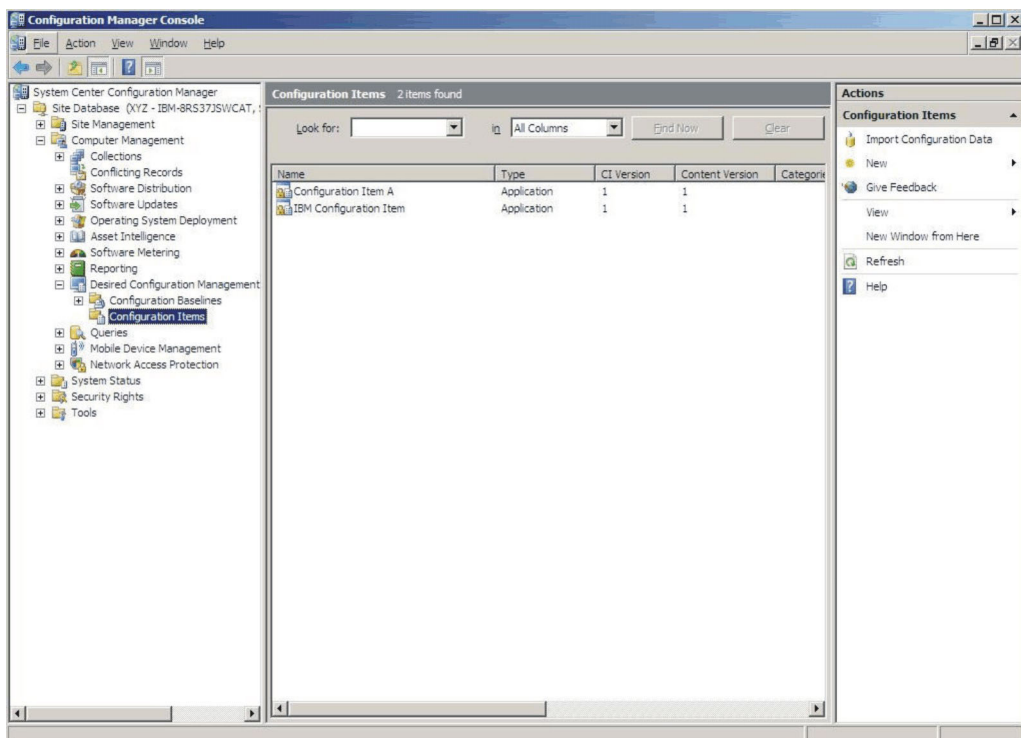 Configuration Manager Console
File Action View Window Help
System Center Configuration Manager
Site Database (XYZ - IBM-8RS37JSWCAT,
Site Management
Computer Management
Collections
Conflicting Records
Software Distribution
Software Updates
Operating System Deployment
Asset Intelligence
Software Metering
Reporting
Desired Configuration Management
Configuration Baselines
Configuration Items
Queries
Mobile Device Management
Network Access Protection
System Status
Security Rights
Tools
Configuration Items 2 items found
Look for: in All Columns Find Now Clear
Name Type CI Version Content Version Categorie
Configuration Item A Application 1 1
IBM Configuration Item Application 1 1
Actions
Configuration Items
Import Configuration Data
New
Give Feedback
View
New Window from Here
Refresh
Help